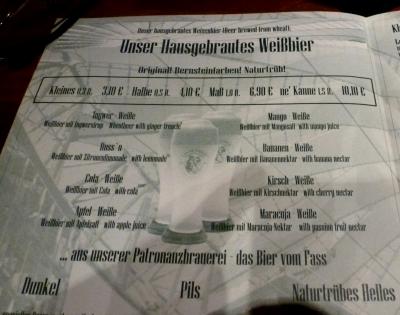 Unser hausgebrautes Weizenbier (Beer brewed from wheat):
Unser Hausgebrautes Weißbier
Original! Bernsteinfarben! Naturtrüb!
Kleines 0,3 l. 3,10 € Halbe 0,5 l. 4,10 € Maß 1,0 l. 6,90 € ne' Kanne 1,5 l. 10,10 €
Ingwer-Weiße
Weißbier mit Ingwersirup Wheatbeer with ginger
Mango-Weiße
Weißbier mit Mangosaft with mango juice
Russ'n
Weißbier mit Zitronenlimonade with lemonade
Bananen-Weiße
Weißbier mit Bananennektar with banana nectar
Cola-Weiße
Weißbier mit Cola with cola
Kirsch-Weiße
Weißbier mit Kirschnektar with cherry nectar
Apfel-Weiße
Weißbier mit Apfelsaft with apple juice
Maracuja-Weiße
Weißbier mit Maracuja Nektar with passion fruit nectar
... aus unserer Patronanzbrauerei - das Bier vom Fass
Dunkel Pils Naturtrübes Helles